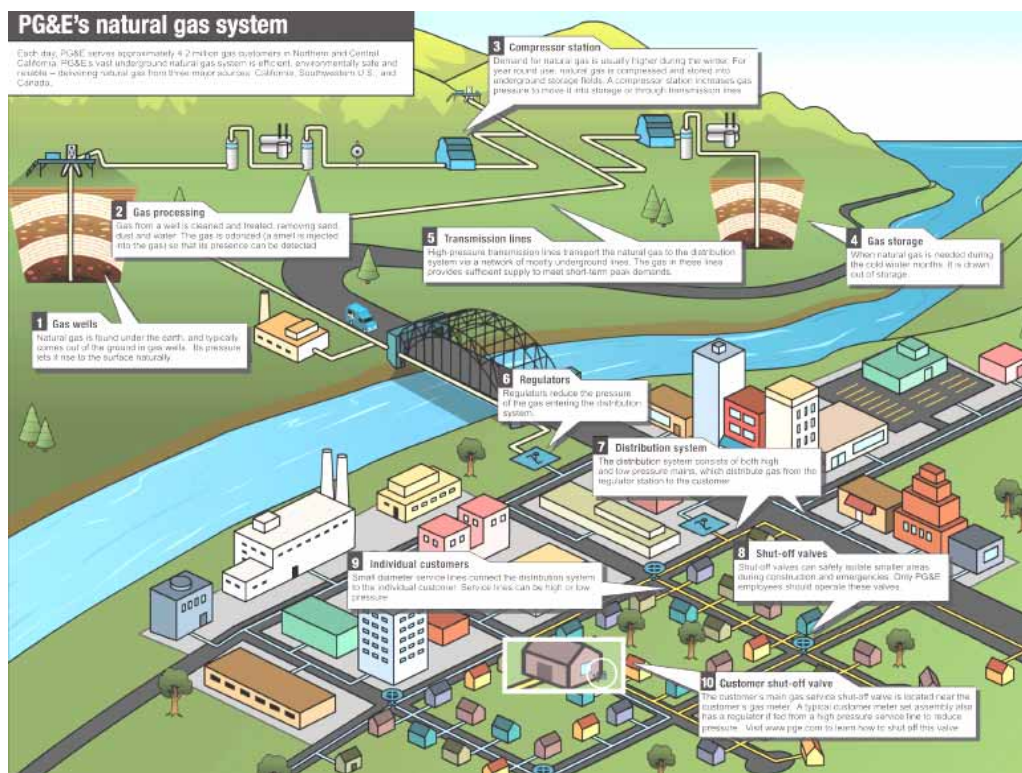 PG&E's natural gas system
Each day, PG&E serves approximately 4.2 million gas customers in Northern and Central
California. PG&E's vast underground natural gas system is efficient, environmentally safe and
reliable – delivering natural gas from three major sources: California, Southwestern U.S., and
Canada.
3 Compressor station
Demand for natural gas is usually higher during the winter. For
year round use, natural gas is compressed and stored into
underground storage fields. A compressor station increases gas
pressure to move it into storage or through transmission lines
2 Gas processing
Gas from a well is cleaned and treated, removing sand,
dust and water. The gas is odorized (a smell is injected
into the gas) so that its presence can be detected
5 Transmission lines
High-pressure transmission lines transport the natural gas to the distribution
system via a network of mostly underground lines. The gas in these lines
provides sufficient supply to meet short-term peak demands.
4 Gas storage
When natural gas is needed during
the cold winter months, it is drawn
out of storage.
1 Gas wells
Natural gas is found under the earth, and typically
comes out of the ground in gas wells. Its pressure
lets it rise to the surface naturally.
6 Regulators
Regulators reduce the pressure
of the gas entering the distribution
system.
7 Distribution system
The distribution system consists of both high
and low pressure mains, which distribute gas from the
regulator station to the customer
8 Shut-off valves
Shut-off valves can safely isolate smaller areas
during construction and emergencies. Only PG&E
employees should operate these valves
9 Individual customers
Small diameter service lines connect the distribution system
to the individual customer. Service lines can be high or low
pressure
10 Customer shut-off valve
The customer's main gas service shut-off valve is located near the
customer's gas meter. A typical customer meter set assembly also
has a regulator if fed from a high pressure service line to reduce
pressure. Visit www.pge.com to learn how to shut off this valve